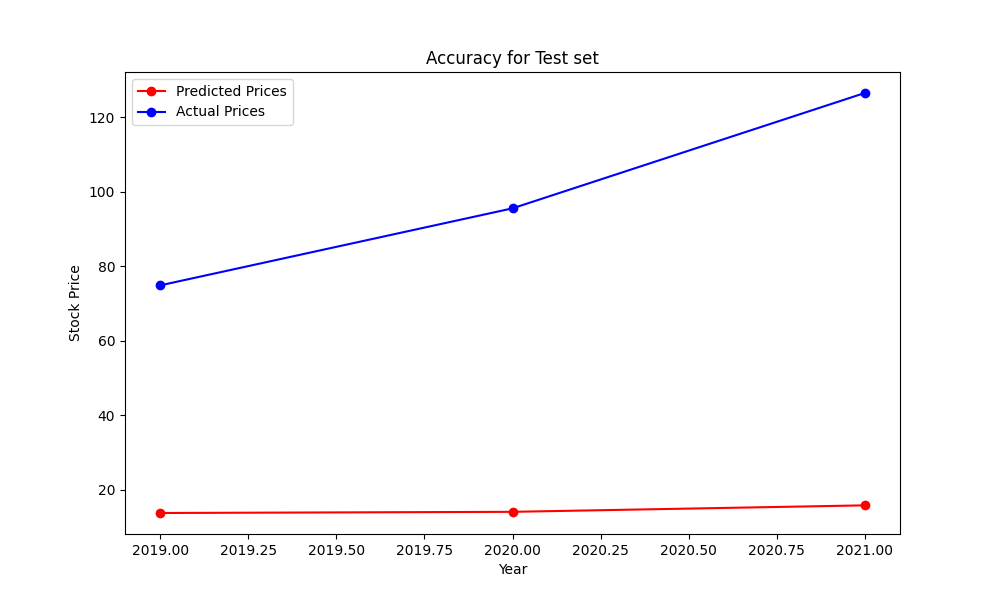 Accuracy for Test set
Predicted Prices
Actual Prices
120
100
80
60
40
20
Stock Price
2019.00 2019.25 2019.50 2019.75 2020.00 2020.25 2020.50 2020.75 2021.00
Year